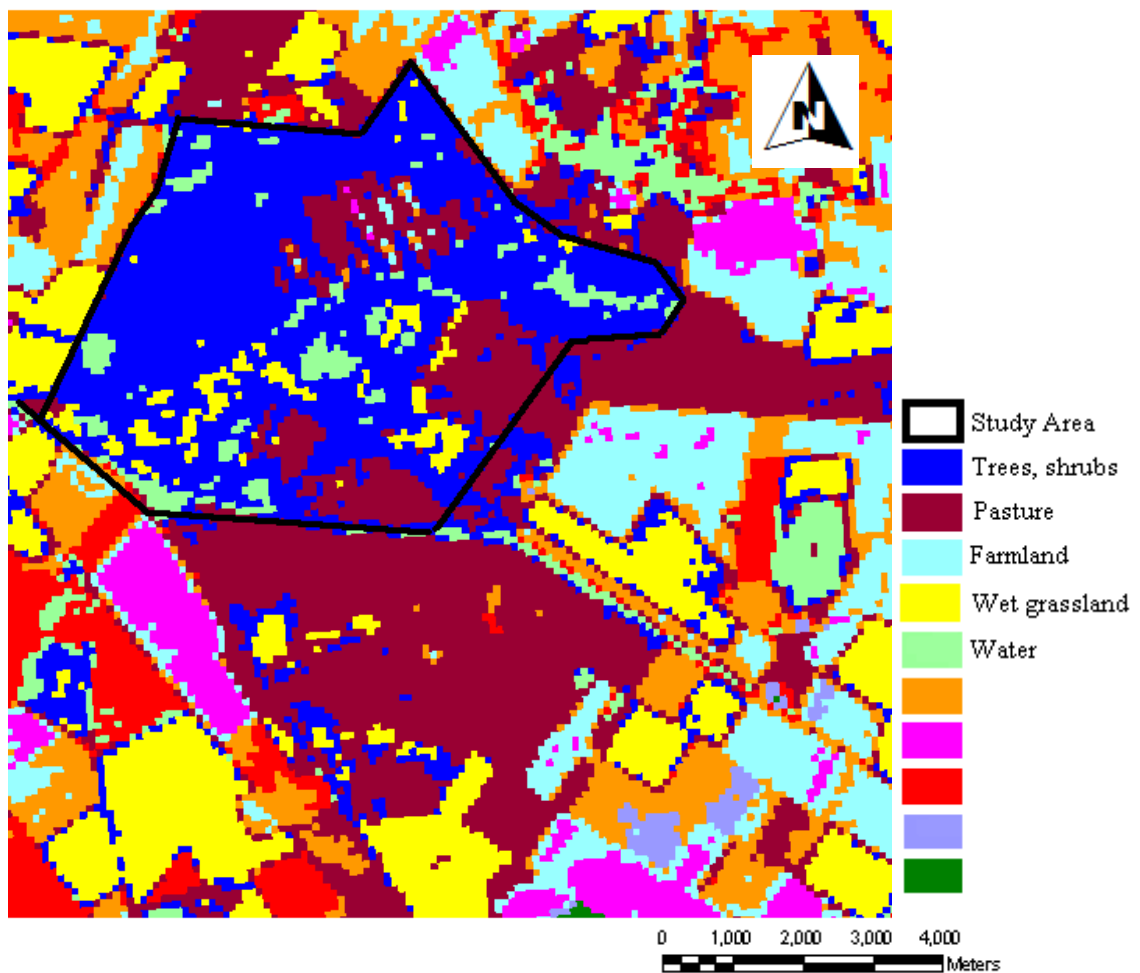 N
Study Area
Trees, shrubs
Pasture
Farmland
Wet grassland
Water
0 1,000 2,000 3,000 4,000
Meters